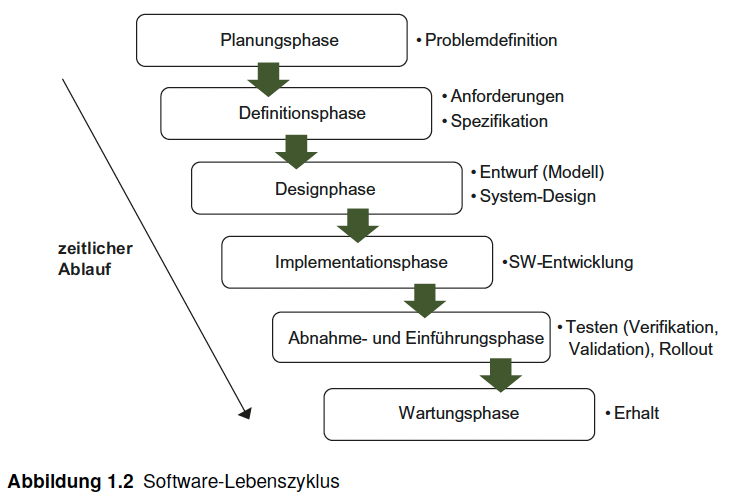 Planungsphase
• Problemdefinition
Definitionsphase
• Anforderungen
• Spezifikation
Designphase
• Entwurf (Modell)
• System-Design
zeitlicher
Ablauf
Implementationsphase
•SW-Entwicklung
Abnahme- und Einführungsphase
• Testen (Verifikation,
Validation), Rollout
Wartungsphase
• Erhalt
Abbildung 1.2 Software-Lebenszyklus